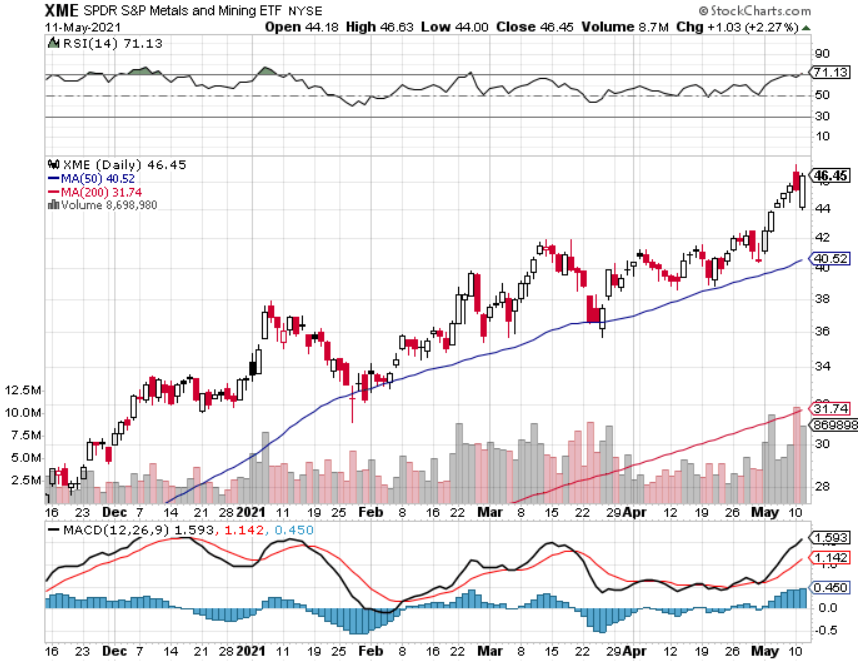 XME SPDR S&P Metals and Mining ETF NYSE © StockCharts.com
11-May-2021 Open 44.18 High 46.63 Low 44.00 Close 46.45 Volume 8.7M Chg +1.03 (+2.27%)
RSI(14) 71.13
90
71.13
50
30
10
XME (Daily) 46.45
MA(50) 40.52
MA(200) 31.74
Volume 8,698,980
46.45
44
42
40.52
40
38
36
34
12.5M 32
31.74
10.0M
869898
7.5M 30
5.0M
2.5M 28
16 23 Dec 7 14 21 28 2021 11 19 25 Feb 8 16 22 Mar 8 15 22 29 Apr 12 19 26 May 10
MACD(12,26,9) 1.593, 1.142, 0.450
1.593
1.142
0.450
0.0
-0.5
16 23 Dec 7 14 21 28 2021 11 19 25 Feb 8 16 22 Mar 8 15 22 29 Apr 12 19 26 May 10